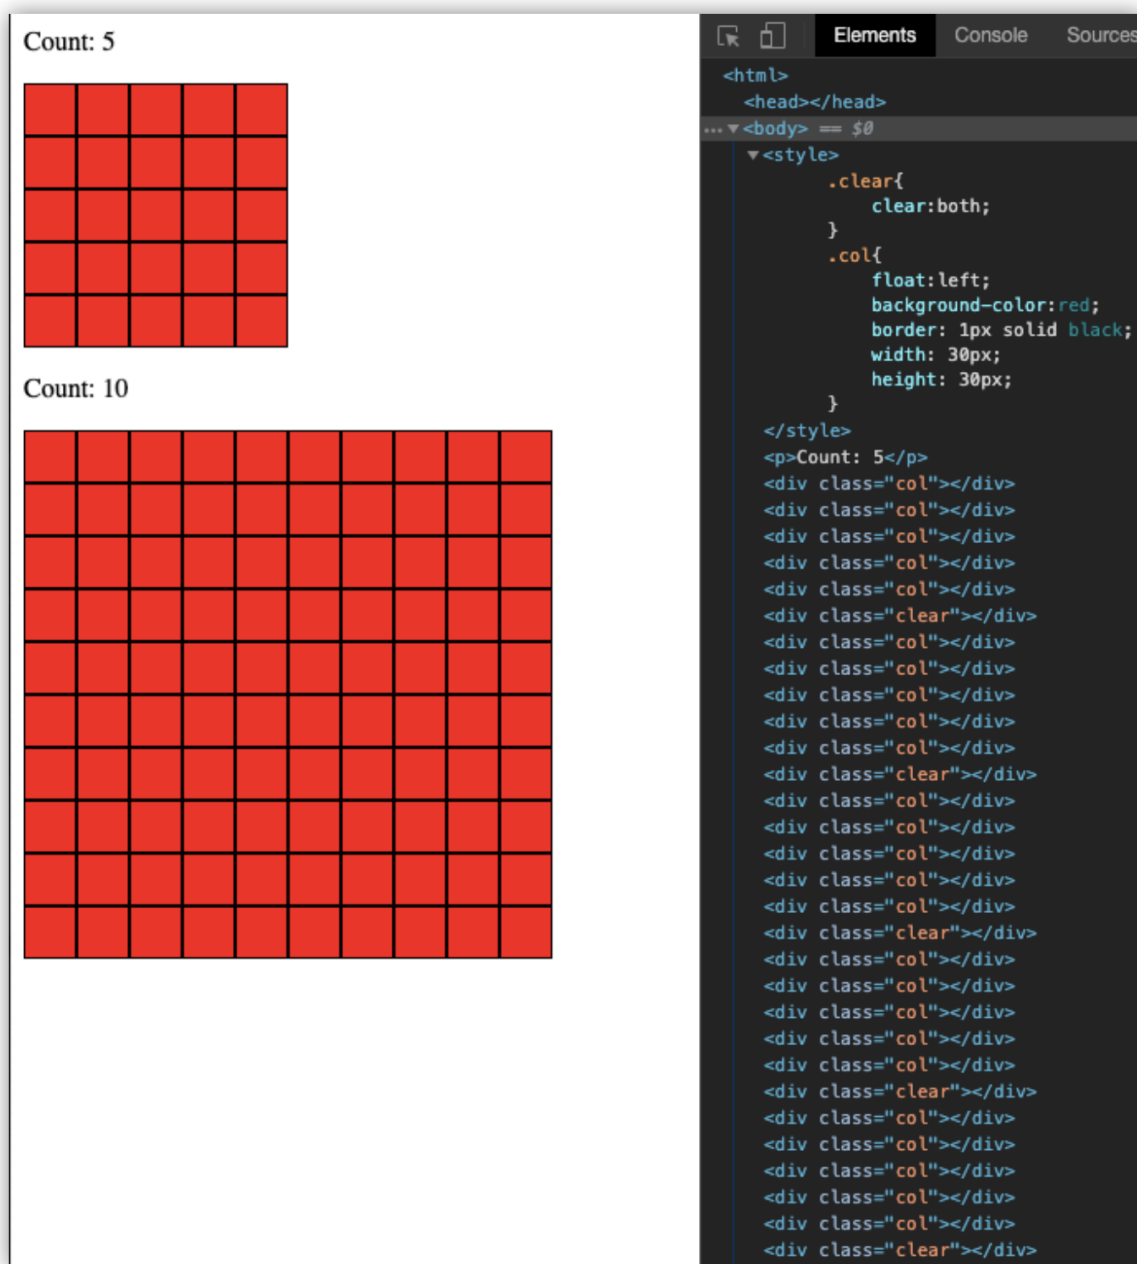 Count: 5
Count: 10
Elements Console Sources
<html>
<head></head>
... ▼<body> == $0
▼<style>
.clear{
clear:both;
}
.col{
float:left;
background-color:red;
border: 1px solid black;
width: 30px;
height: 30px;
}
</style>
<p>Count: 5</p>
<div class="col"></div>
<div class="col"></div>
<div class="col"></div>
<div class="col"></div>
<div class="col"></div>
<div class="clear"></div>
<div class="col"></div>
<div class="col"></div>
<div class="col"></div>
<div class="col"></div>
<div class="col"></div>
<div class="clear"></div>
<div class="col"></div>
<div class="col"></div>
<div class="col"></div>
<div class="col"></div>
<div class="col"></div>
<div class="clear"></div>
<div class="col"></div>
<div class="col"></div>
<div class="col"></div>
<div class="col"></div>
<div class="col"></div>
<div class="clear"></div>
<div class="col"></div>
<div class="col"></div>
<div class="col"></div>
<div class="col"></div>
<div class="col"></div>
<div class="clear"></div>